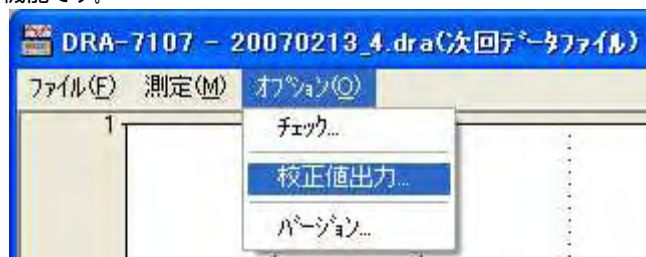 機能です。
DRA-7107 - 20070213_4.dra(次回ﾃﾞｰﾀﾌｧｲﾙ)
ﾌｧｲﾙ(F) 測定(M) ｵﾌﾟｼｮﾝ(O)
1
ﾁｪｯｸ...
校正値出力...
ﾊﾞｰｼﾞｮﾝ...